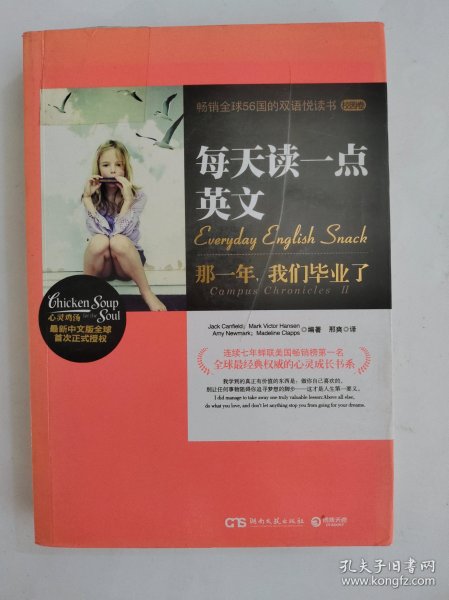 畅销全球56国的双语悦读书 校园卷
每天读一点
英文
Everyday English Snack
那一年,我们毕业了
Campus Chronicles II
Chicken Soup
for the Soul
心灵鸡汤
最新中文版全球
首次正式授权
Jack Canfield; Mark Victor Hansen
Amy Newmark; Madeline Clapps ◎编著 邢爽◎译
连续七年蝉联美国畅销榜第一名
全球最经典权威的心灵成长书系
我学到的真正有价值的东西是:做你自己喜欢的,
别让任何事物阻碍你追寻梦想的脚步——这才是人生第一要义。
I did manage to take away one truly valuable lesson: Above all else,
do what you love, and don't let anything stop you from going for your dreams.
湖南文艺出版社
博集天卷
CS-BOOKY
孔夫子旧书网
www.kongfz.com